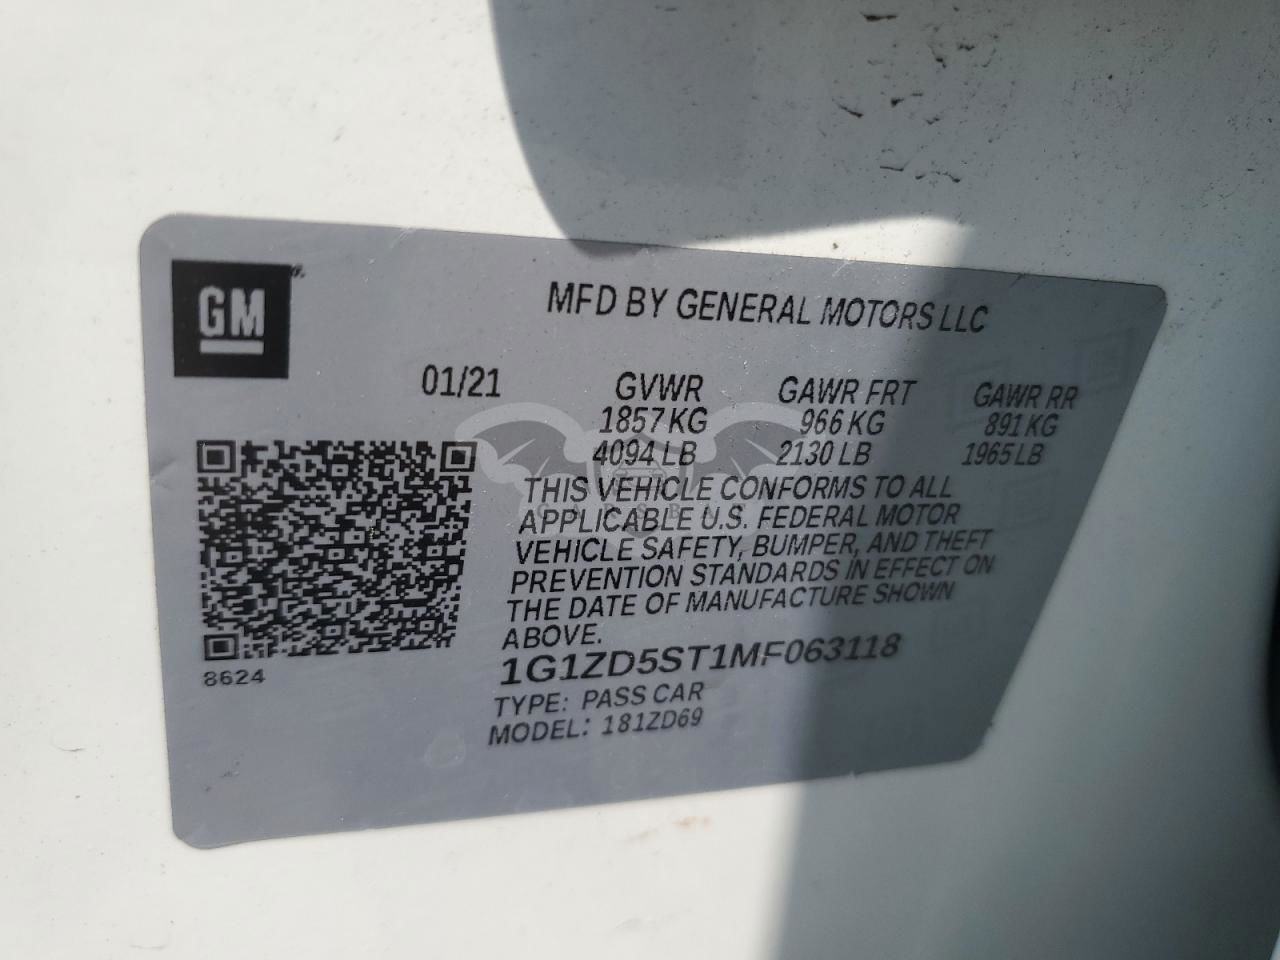 GM
MFD BY GENERAL MOTORS LLC
01/21 GVWR GAWR FRT GAWR RR
1857 KG 966 KG 891 KG
4094 LB 2130 LB 1965 LB
THIS VEHICLE CONFORMS TO ALL
APPLICABLE U.S. FEDERAL MOTOR
VEHICLE SAFETY, BUMPER, AND THEFT
PREVENTION STANDARDS IN EFFECT ON
THE DATE OF MANUFACTURE SHOWN
ABOVE.
1G1ZD5ST1MF063118
TYPE: PASS CAR
MODEL: 181ZD69
8624